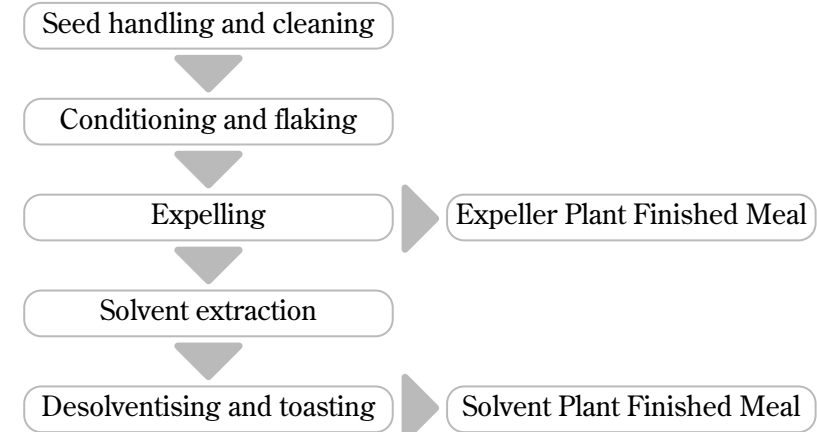 Seed handling and cleaning
Conditioning and flaking
Expelling
Expeller Plant Finished Meal
Solvent extraction
Desolventising and toasting
Solvent Plant Finished Meal